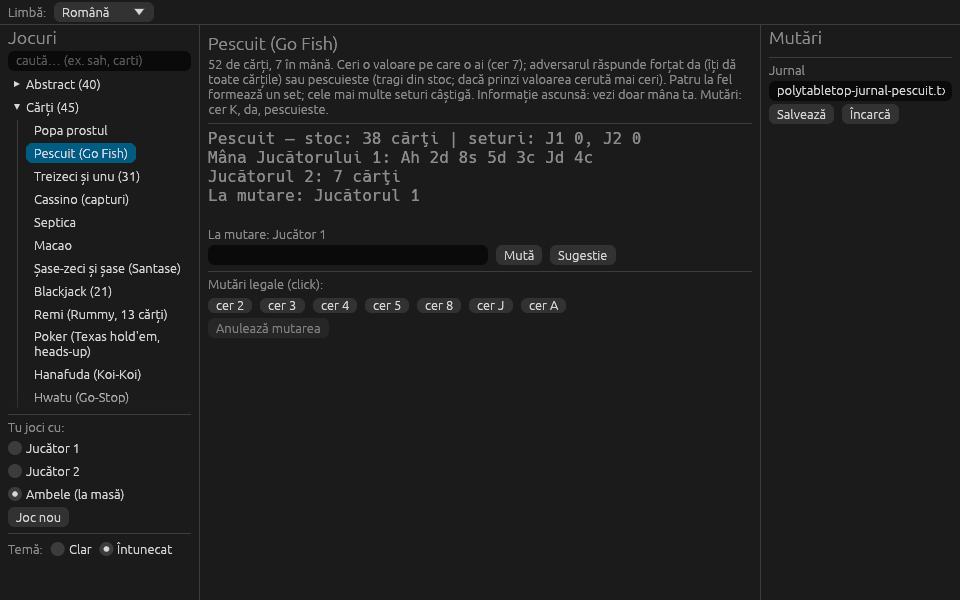 Limbă: Română
Jocuri
caută... (ex. sah, carti)
Abstract (40)
Cărți (45)
Popa prostul
Pescuit (Go Fish)
Treizeci și unu (31)
Cassino (capturi)
Septica
Macao
Șase-zeci și șase (Santase)
Blackjack (21)
Remi (Rummy, 13 cărți)
Poker (Texas hold'em,
heads-up)
Hanafuda (Koi-Koi)
Hwatu (Go-Stop)
Tu joci cu:
Jucător 1
Jucător 2
Ambele (la masă)
Joc nou
Temă: Clar Întunecat
Pescuit (Go Fish)
52 de cărți, 7 în mână. Ceri o valoare pe care o ai (cer 7); adversarul răspunde forțat da (îți dă
toate cărțile) sau pescuieste (tragi din stoc; dacă prinzi valoarea cerută mai ceri). Patru la fel
formează un set; cele mai multe seturi câștigă. Informație ascunsă: vezi doar mâna ta. Mutări:
cer K, da, pescuieste.
Pescuit — stoc: 38 cărți | seturi: J1 0, J2 0
Mâna Jucătorului 1: Ah 2d 8s 5d 3c Jd 4c
Jucătorul 2: 7 cărți
La mutare: Jucătorul 1
La mutare: Jucător 1
Mută Sugestie
Mutări legale (click):
cer 2 cer 3 cer 4 cer 5 cer 8 cer J cer A
Anulează mutarea
Mutări
Jurnal
polytabletop-jurnal-pescuit.tx
Salvează Încarcă